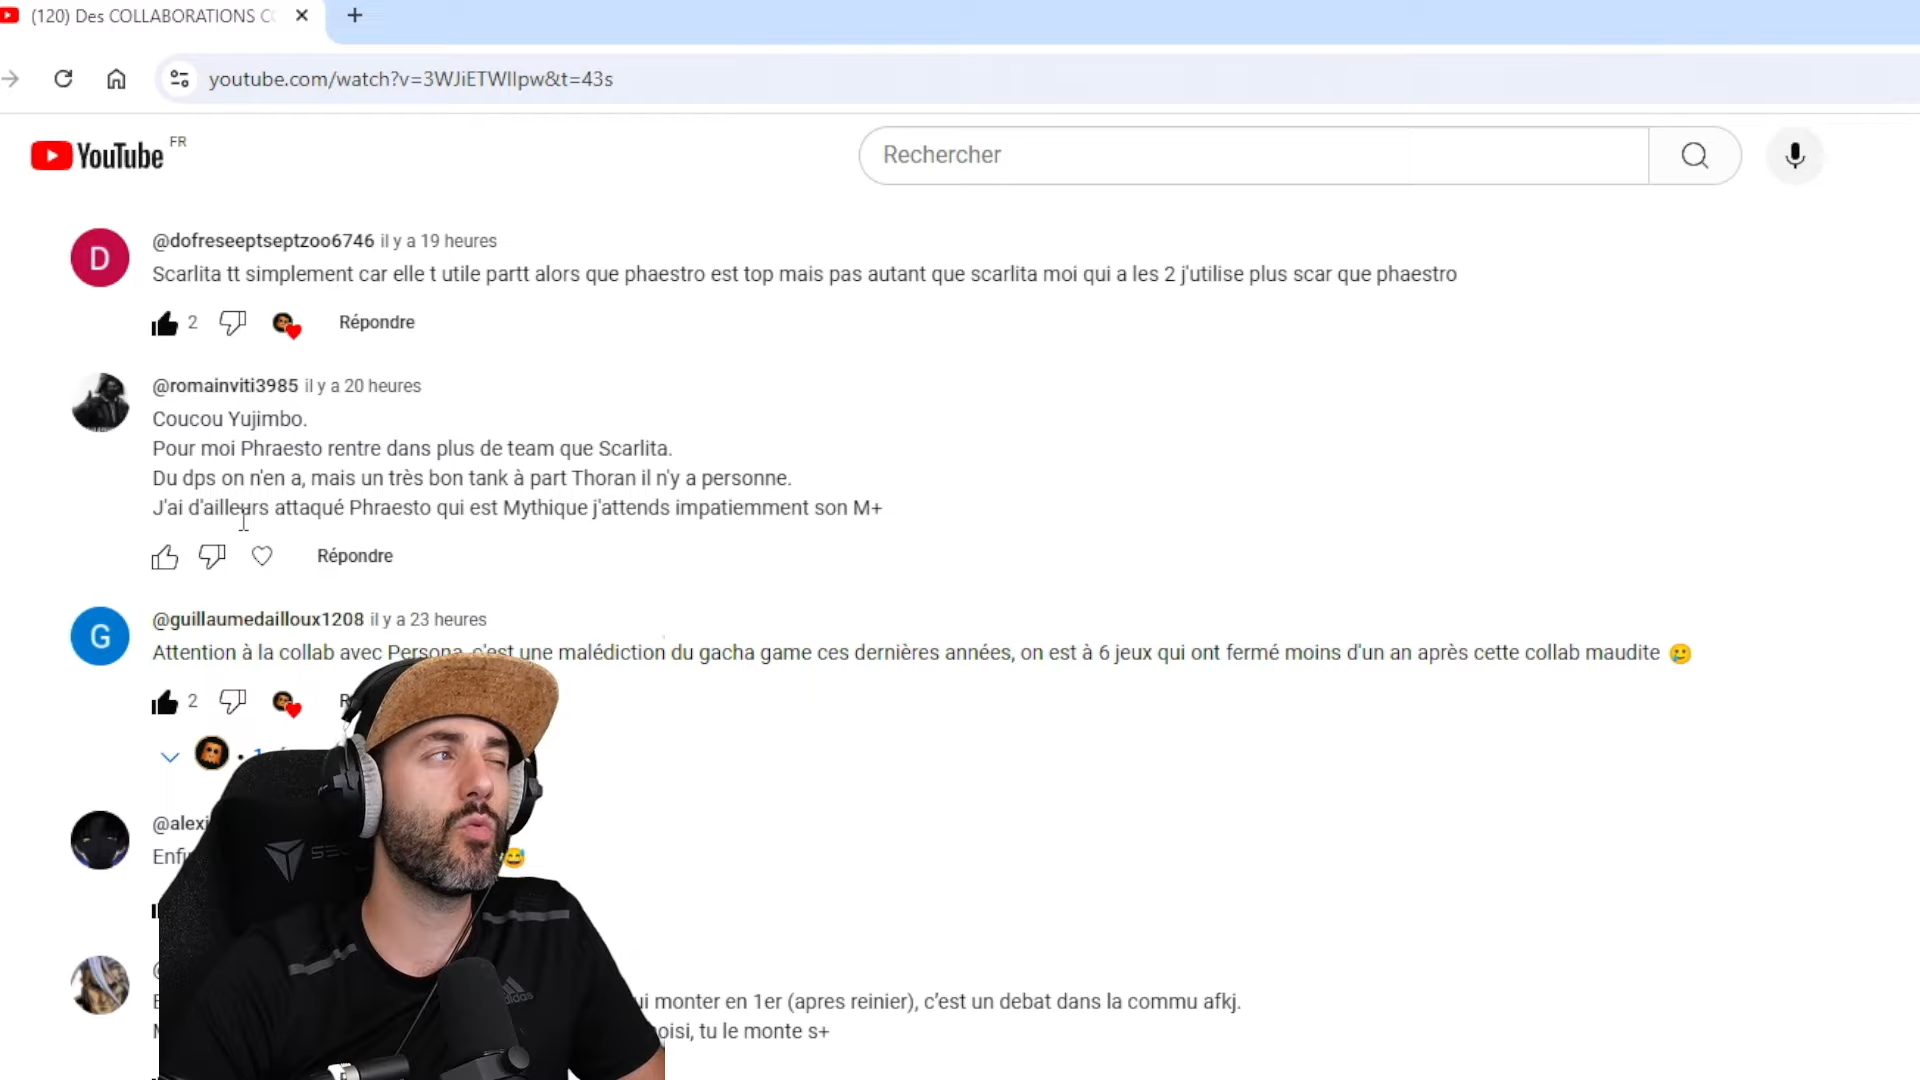 (120) Des COLLABORATIONS
youtube.com/watch?v=3WJiETWIlpw&t=43s
YouTube FR
Rechercher
@dofreseeptseptzoo6746 il y a 19 heures
Scarlita tt simplement car elle t utile partt alors que phaestro est top mais pas autant que scarlita moi qui a les 2 j'utilise plus scar que phaestro
2 Répondre
@romainviti3985 il y a 20 heures
Coucou Yujimbo.
Pour moi Phraesto rentre dans plus de team que Scarlita.
Du dps on n'en a, mais un très bon tank à part Thoran il n'y a personne.
J'ai d'ailleurs attaqué Phraesto qui est Mythique j'attends impatiemment son M+
Répondre
G
@guillaumedailloux1208 il y a 23 heures
Attention à la collab avec Persona, c'est une malédiction du gacha game ces dernières années, on est à 6 jeux qui ont fermé moins d'un an après cette collab maudite 🥲
2
@alexi
Enfi 😅
monter en 1er (apres reinier), c'est un debat dans la commu afkj.
tu le monte s+
adidas